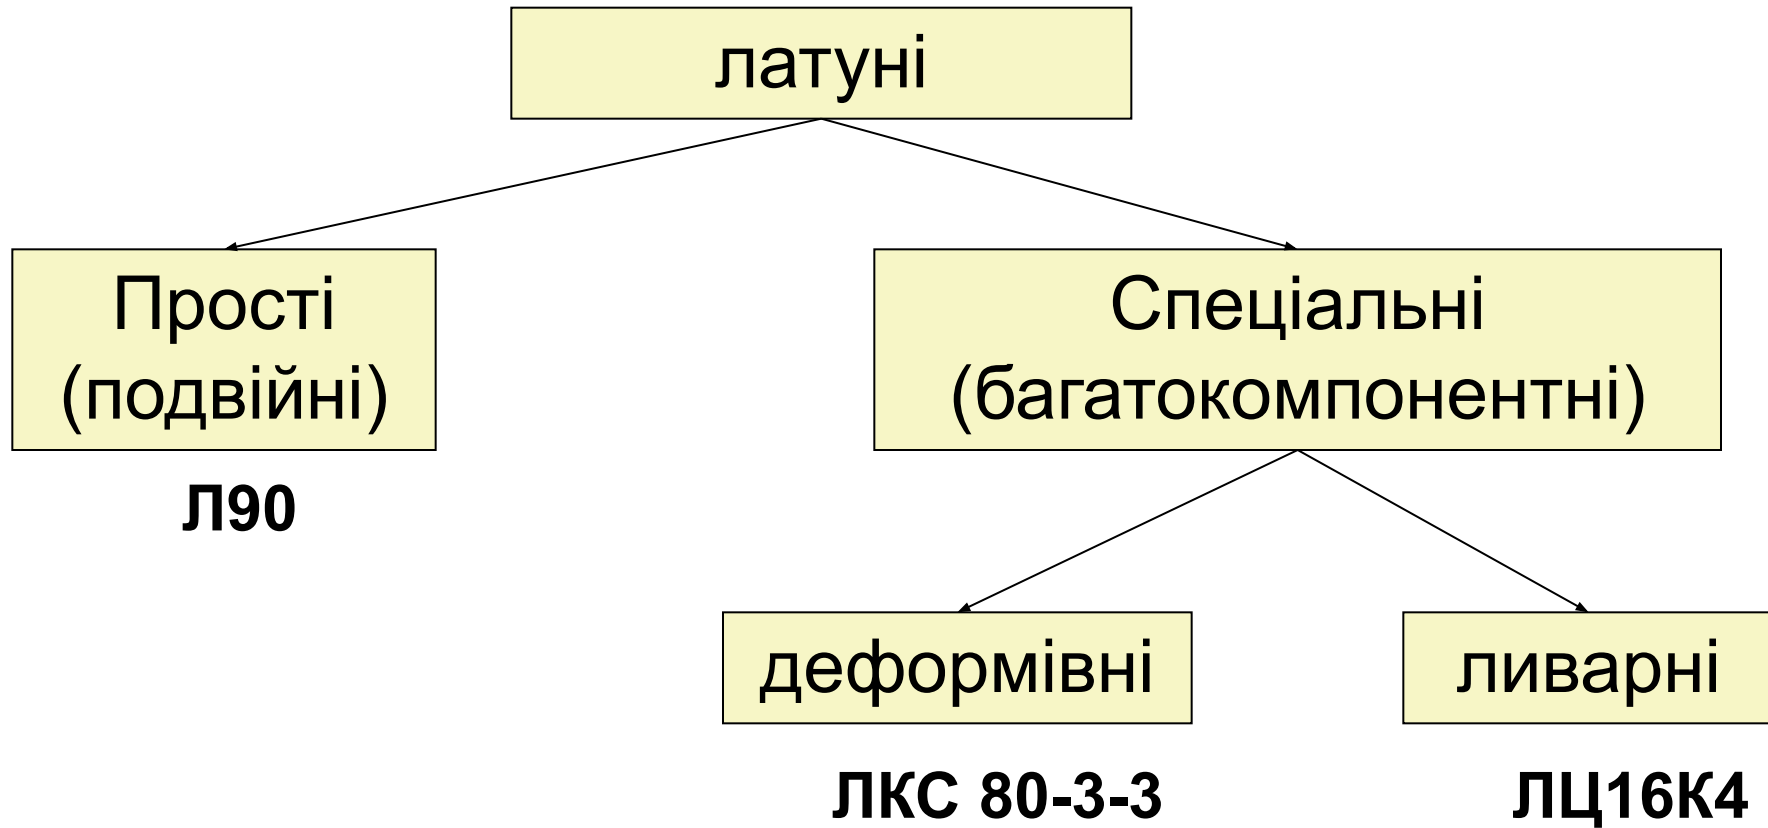 латуні
Прості
(подвійні)
Спеціальні
(багатокомпонентні)
Л90
деформівні
ливарні
ЛКС 80-3-3
ЛЦ16К4